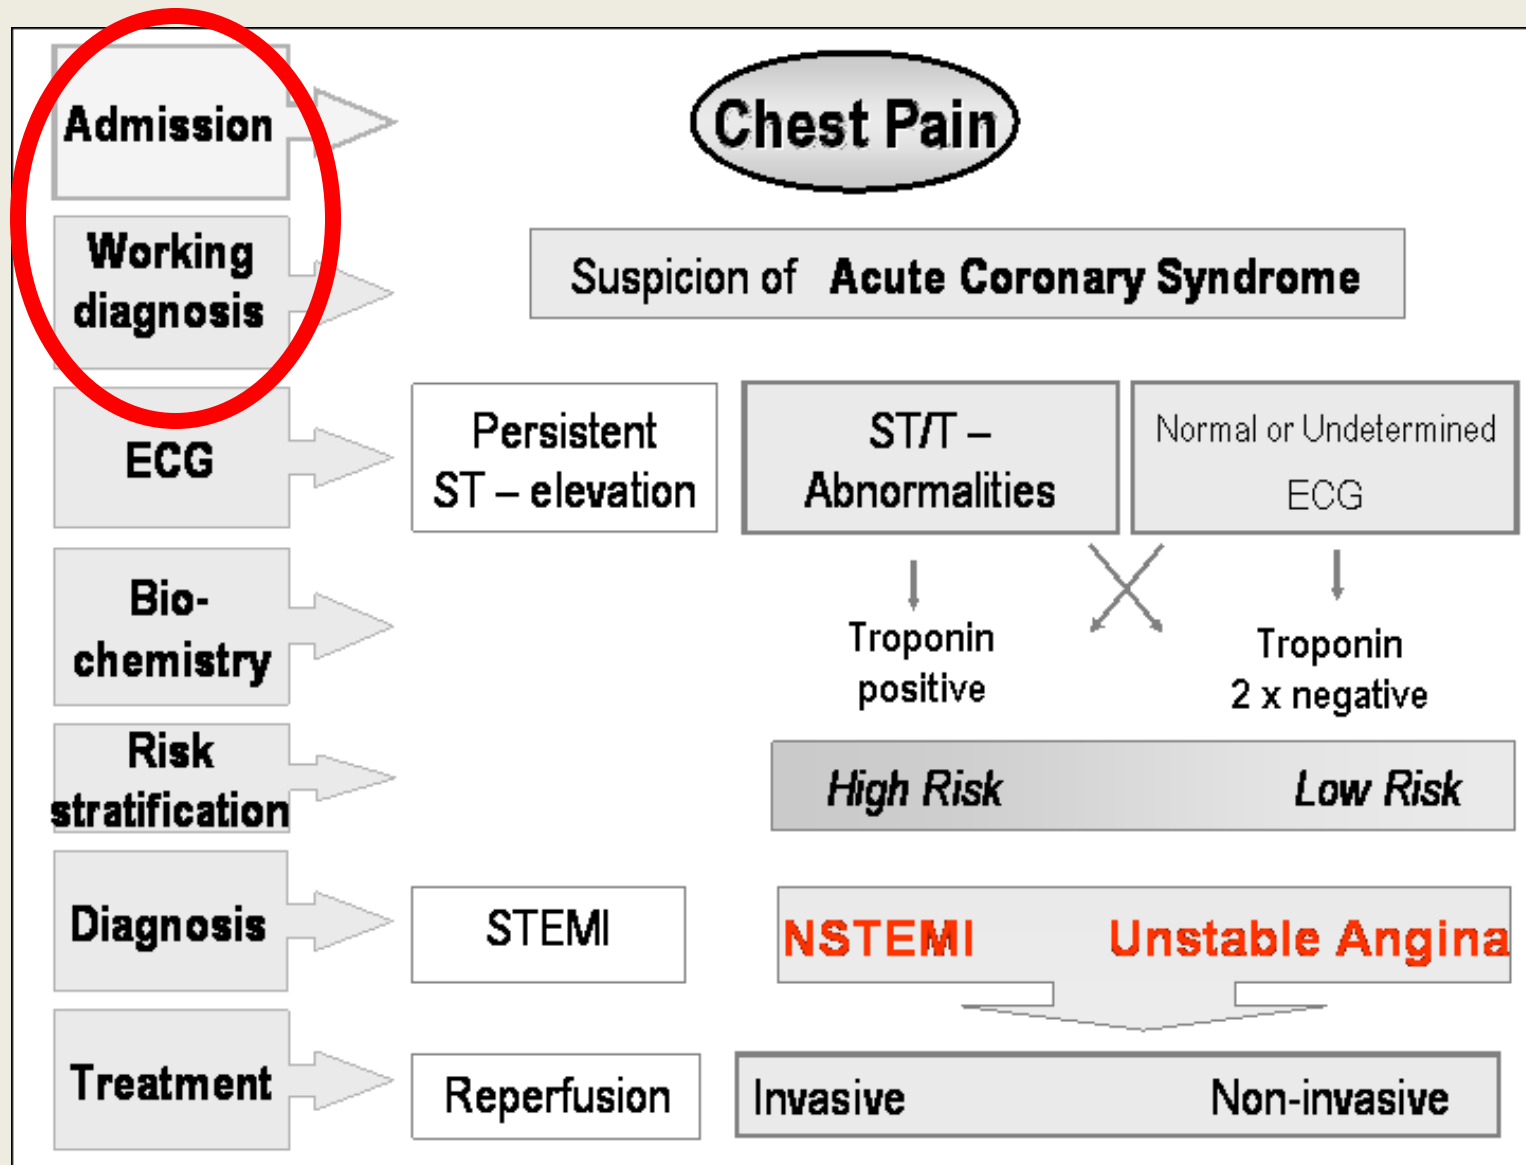 Admission
Chest Pain
Working
diagnosis
Suspicion of Acute Coronary Syndrome
ECG
Persistent
ST – elevation
ST/T –
Abnormalities
Normal or Undetermined
ECG
Bio-
chemistry
Troponin
positive
Troponin
2 x negative
Risk
stratification
High Risk
Low Risk
Diagnosis
STEMI
NSTEMI
Unstable Angina
Treatment
Reperfusion
Invasive
Non-invasive